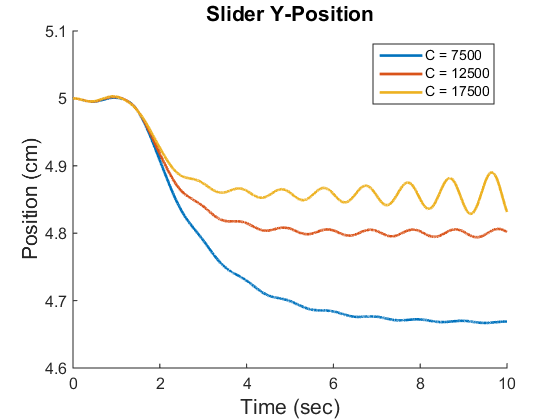 Slider Y-Position
C = 7500
C = 12500
C = 17500
Position (cm)
5.1
5
4.9
4.8
4.7
4.6
0 2 4 6 8 10
Time (sec)